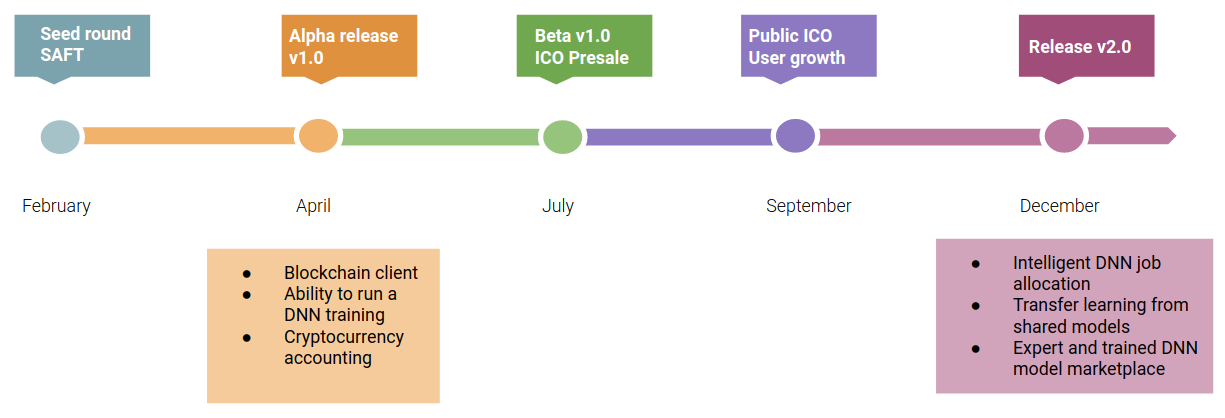 Seed round
SAFT
Alpha release
v1.0
Beta v1.0
ICO Presale
Public ICO
User growth
Release v2.0
February
April
July
September
December
● Blockchain client
● Ability to run a
DNN training
● Cryptocurrency
accounting
● Intelligent DNN job
allocation
● Transfer learning from
shared models
● Expert and trained DNN
model marketplace